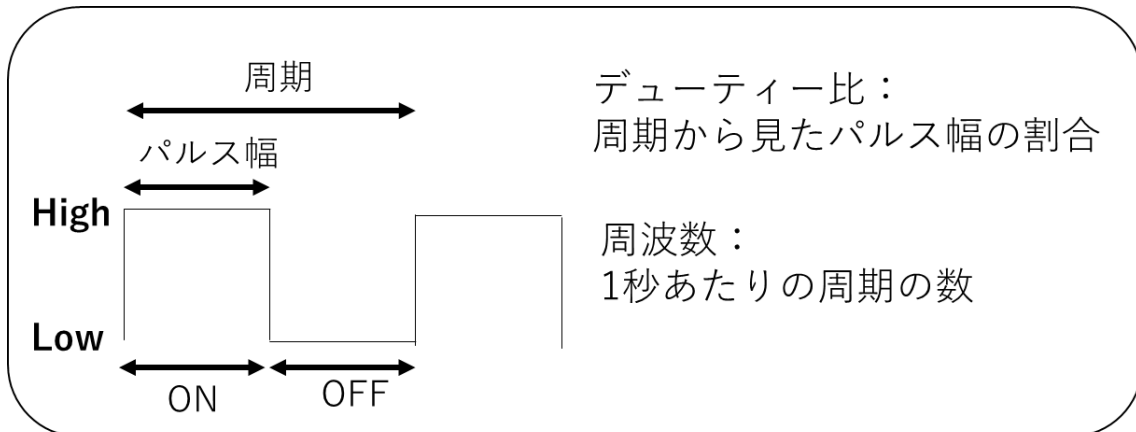 周期
パルス幅
High
Low
ON
OFF
デューティー比：
周期から見たパルス幅の割合
周波数：
1秒あたりの周期の数